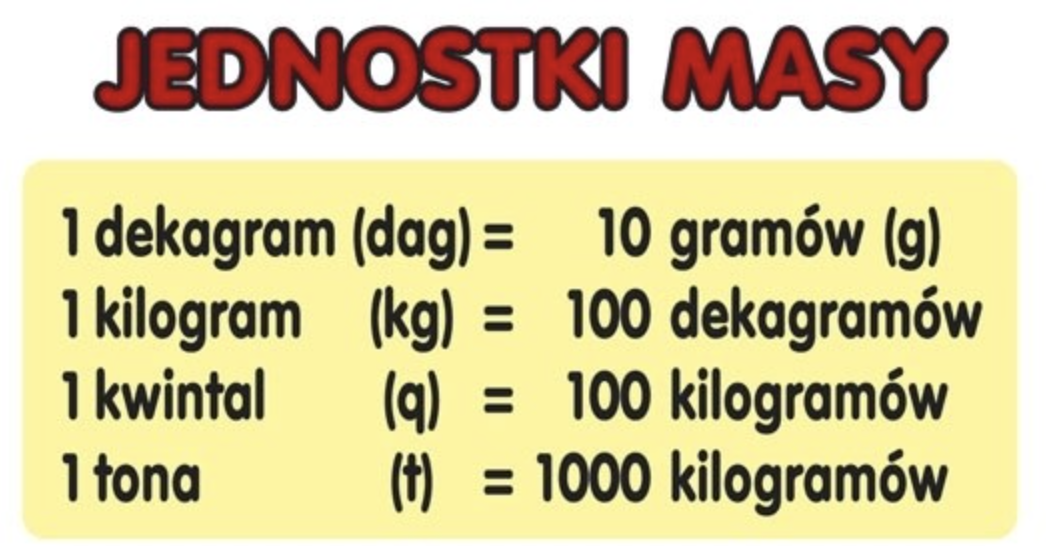 JEDNOSTKI MASY
1 dekagram (dag) = 10 gramów (g)
1 kilogram (kg) = 100 dekagramów
1 kwintal (q) = 100 kilogramów
1 tona (t) = 1000 kilogramów